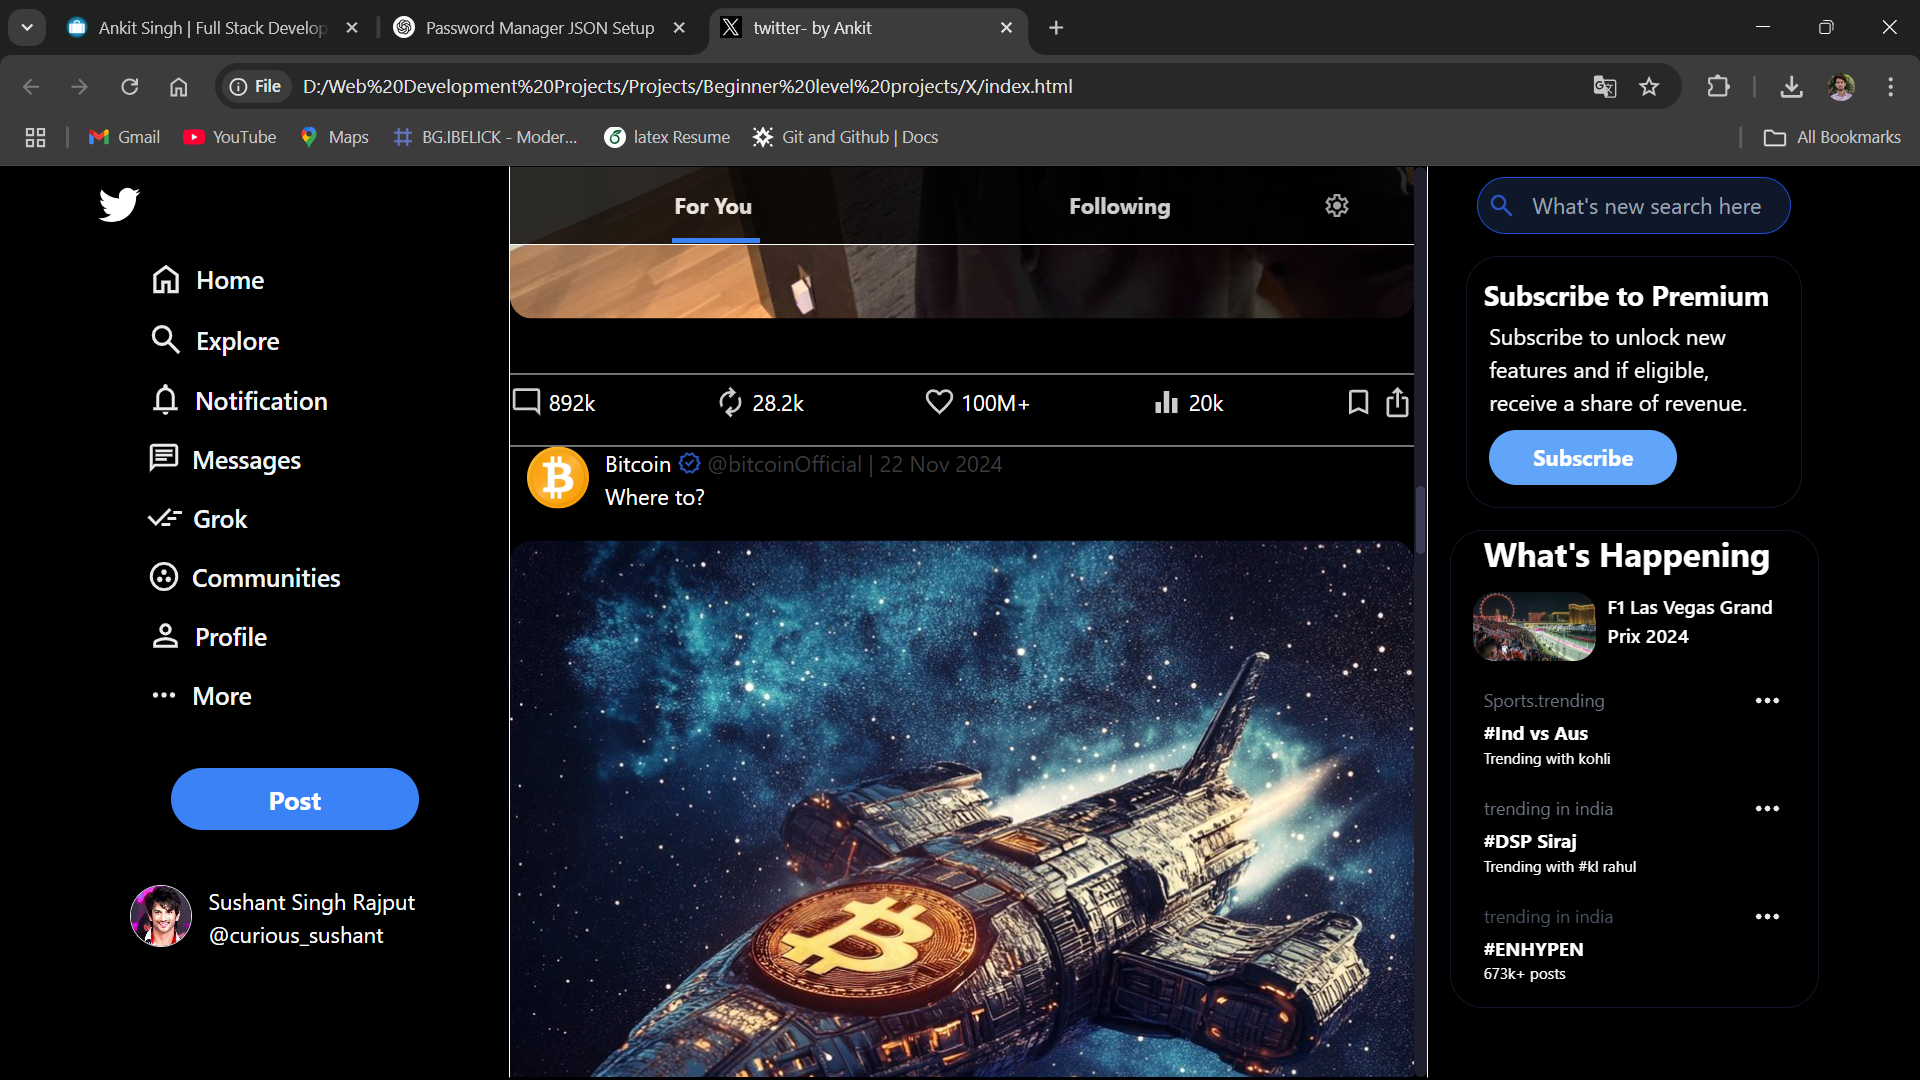 Ankit Singh | Full Stack Develop
Password Manager JSON Setup
twitter- by Ankit
File
D:/Web%20Development%20Projects/Projects/Beginner%20level%20projects/X/index.html
Gmail
YouTube
Maps
BG.IBELICK - Moder...
latex Resume
Git and Github | Docs
All Bookmarks
Home
Explore
Notification
Messages
Grok
Communities
Profile
More
Post
Sushant Singh Rajput
@curious_sushant
For You
Following
892k
28.2k
100M+
20k
Bitcoin @bitcoinOfficial | 22 Nov 2024
Where to?
What's new search here
Subscribe to Premium
Subscribe to unlock new
features and if eligible,
receive a share of revenue.
Subscribe
What's Happening
F1 Las Vegas Grand
Prix 2024
Sports.trending
#Ind vs Aus
Trending with kohli
trending in india
#DSP Siraj
Trending with #kl rahul
trending in india
#ENHYPEN
673k+ posts